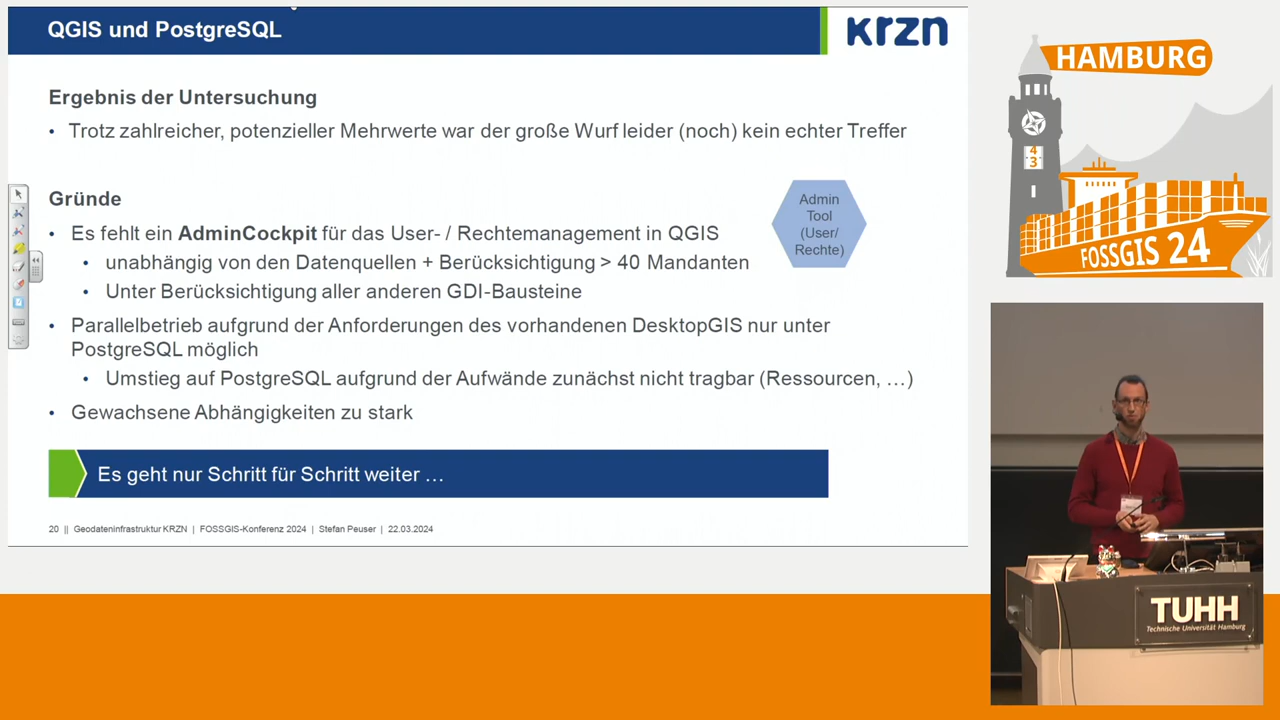 QGIS und PostgreSQL
krzn
Ergebnis der Untersuchung
• Trotz zahlreicher, potenzieller Mehrwerte war der große Wurf leider (noch) kein echter Treffer
Gründe
• Es fehlt ein AdminCockpit für das User- / Rechtemanagement in QGIS
• unabhängig von den Datenquellen + Berücksichtigung > 40 Mandanten
• Unter Berücksichtigung aller anderen GDI-Bausteine
• Parallelbetrieb aufgrund der Anforderungen des vorhandenen DesktopGIS nur unter
PostgreSQL möglich
• Umstieg auf PostgreSQL aufgrund der Aufwände zunächst nicht tragbar (Ressourcen, …)
• Gewachsene Abhängigkeiten zu stark
Admin
Tool
(User/
Rechte)
Es geht nur Schritt für Schritt weiter …
20 || Geodateninfrastruktur KRZN | FOSSGIS-Konferenz 2024 | Stefan Peuser | 22.03.2024
HAMBURG
4
3
FOSSGIS 24
TUHH
Technische Universität Hamburg